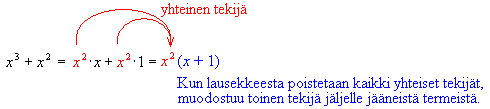 yhteinen tekijä
x³ + x² = x²·x + x²·1 = x²(x + 1)
Kun lausekkeesta poistetaan kaikki yhteiset tekijät,
muodostuu toinen tekijä jäljelle jääneistä termeistä.